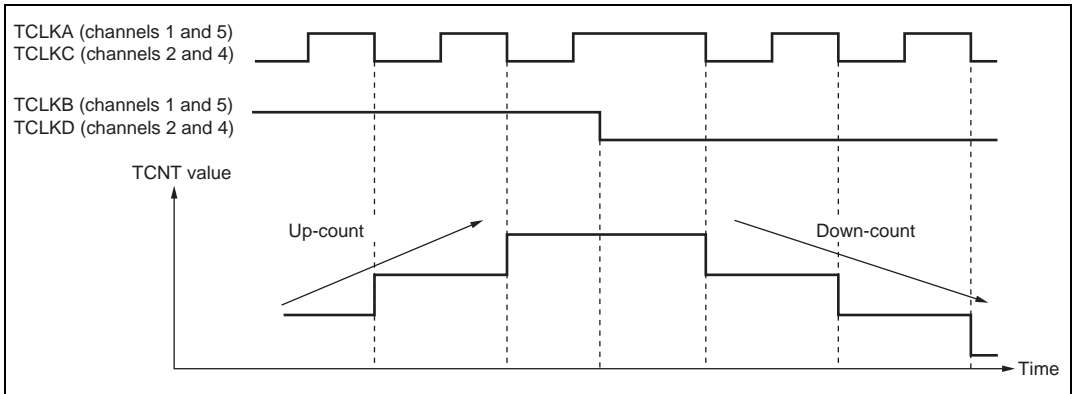 TCLKA (channels 1 and 5)
TCLKC (channels 2 and 4)
TCLKB (channels 1 and 5)
TCLKD (channels 2 and 4)
TCNT value
Up-count
Down-count
Time